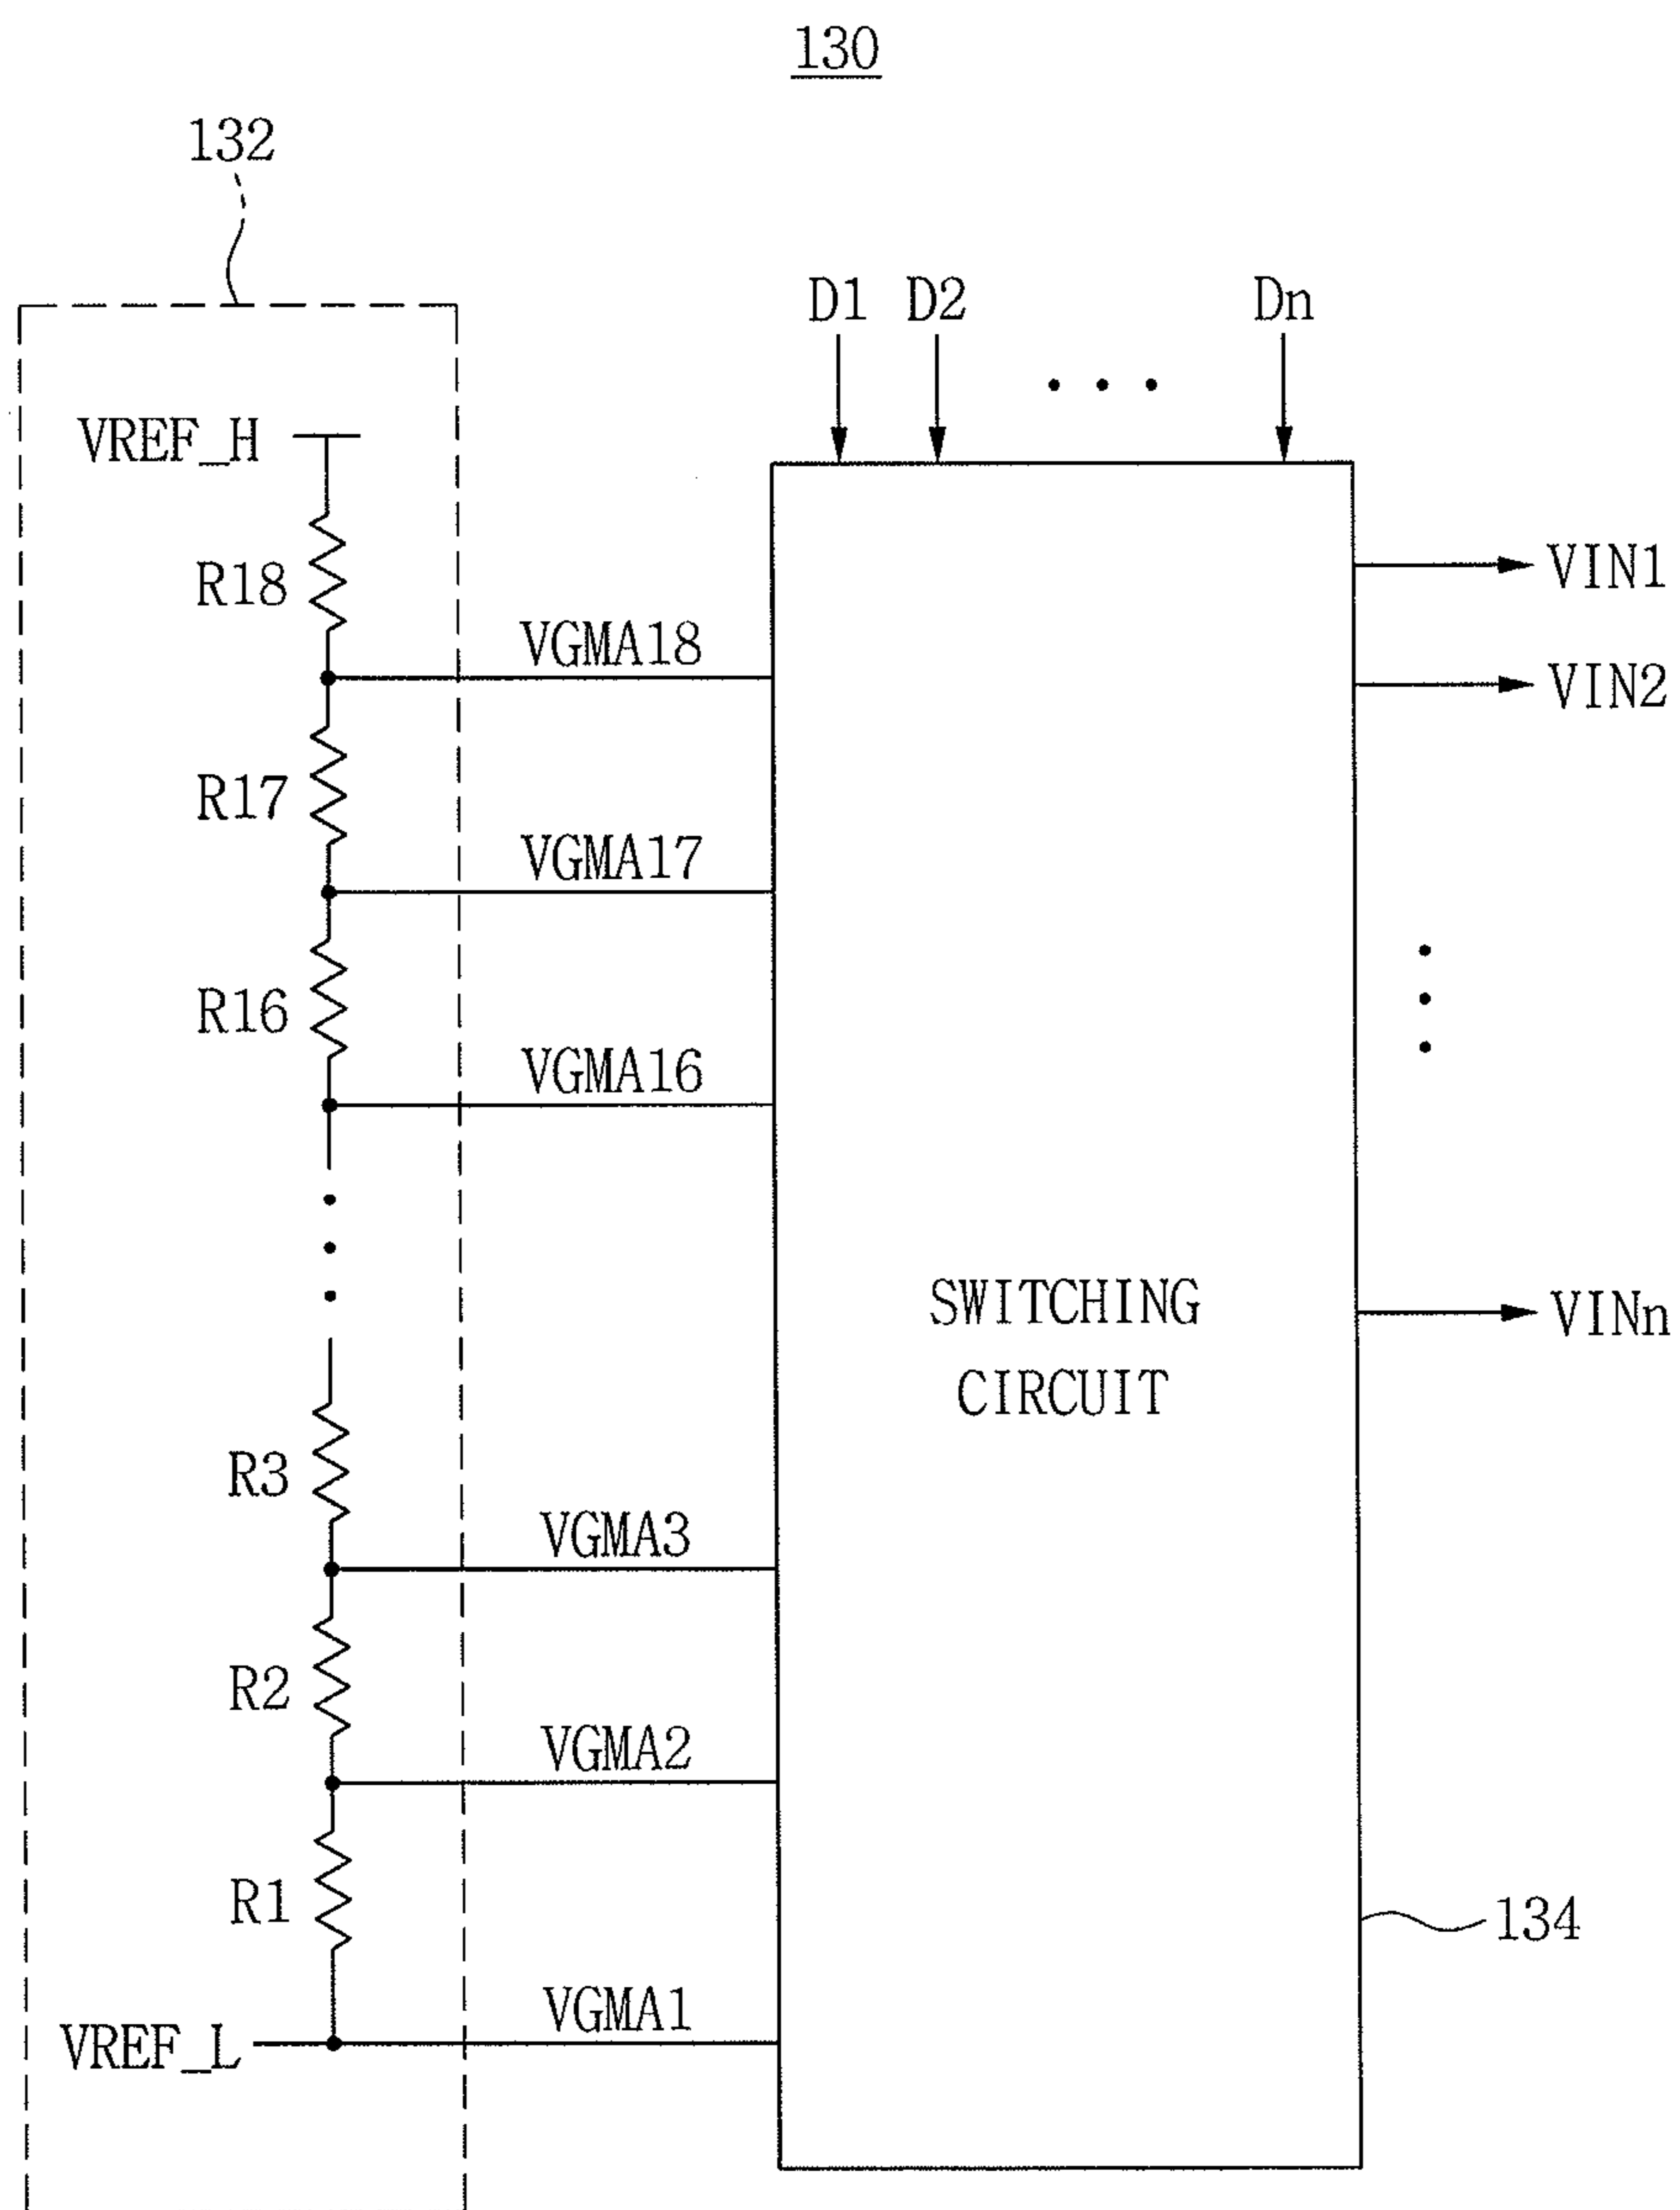 130
132
D1 D2 Dn
VREF_H
R18
VIN1
VGMA18
VIN2
R17
VGMA17
R16
VGMA16
SWITCHING
CIRCUIT
VINn
R3
VGMA3
R2
VGMA2
R1
134
VGMA1
VREF_L